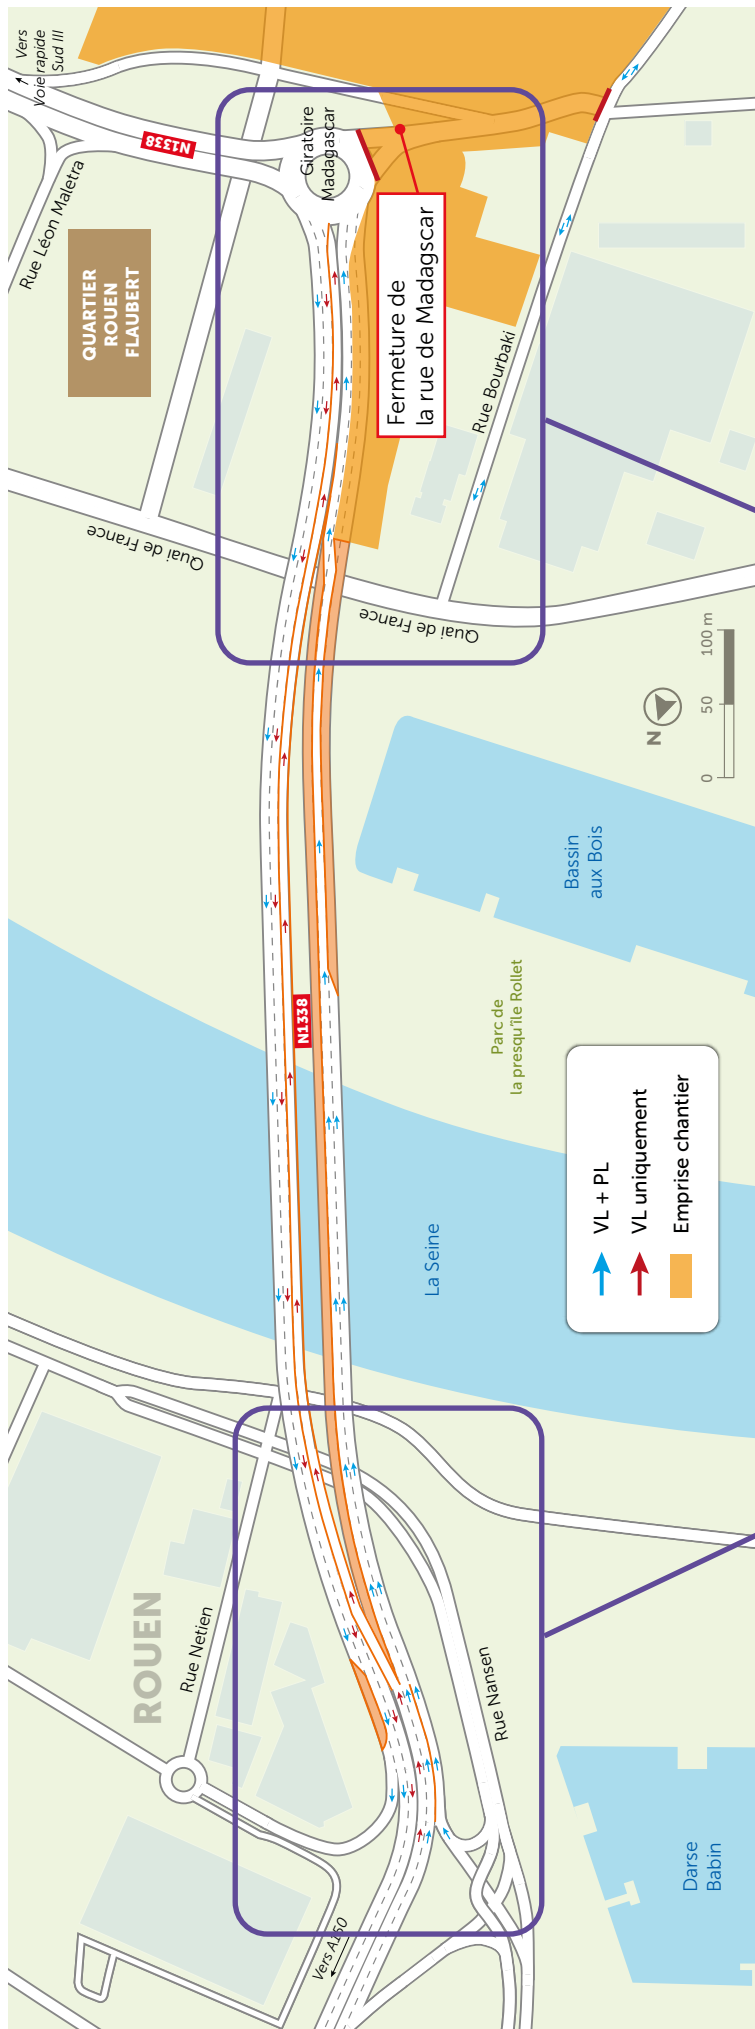 Vers
Voie rapide
Sud III
N1338
Rue Léon Maletra
Giratoire
Madagascar
QUARTIER
ROUEN
FLAUBERT
Fermeture de
la rue de Madagscar
Rue Bourbaki
Quai de France
Quai de France
N
0 50 100 m
Bassin
aux Bois
N1338
Parc de
la presqu'île Rollet
La Seine
VL + PL
VL uniquement
Emprise chantier
ROUEN
Rue Netien
Rue Nansen
Vers A150
Darse
Babin